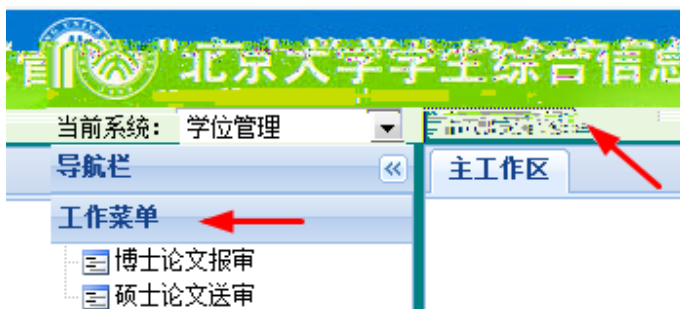 北京大学学生综合信息
当前系统： 学位管理
导航栏
主工作区
工作菜单
博士论文报审
硕士论文送审